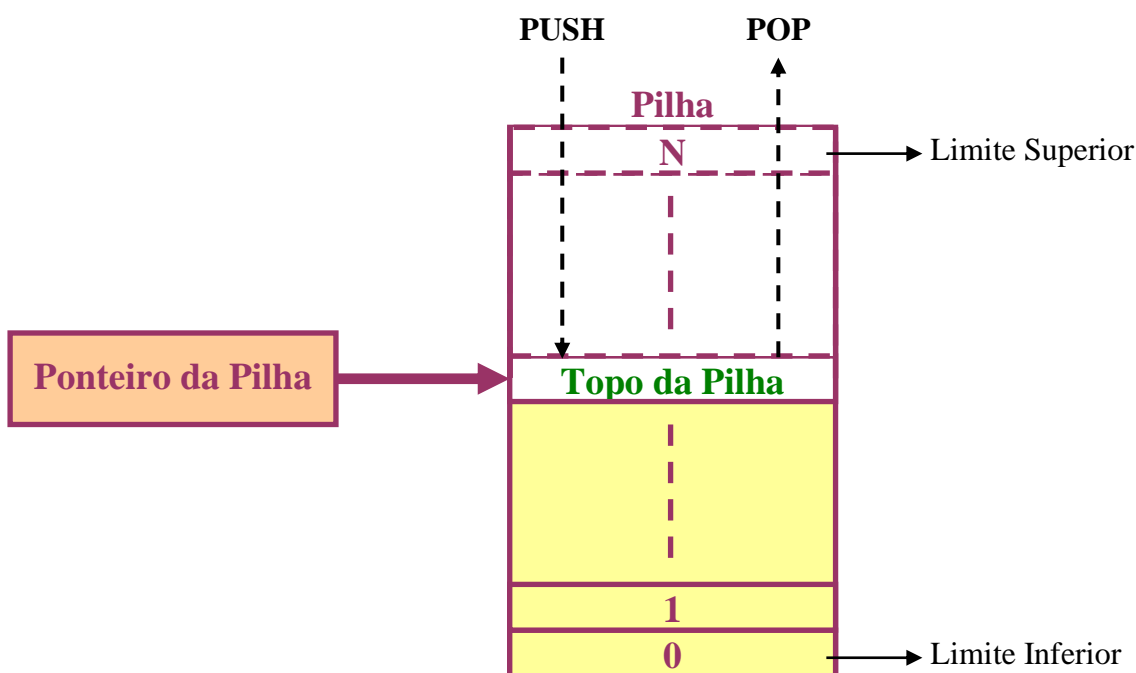 PUSH POP
Pilha
N
Limite Superior
Ponteiro da Pilha
Topo da Pilha
1
0
Limite Inferior